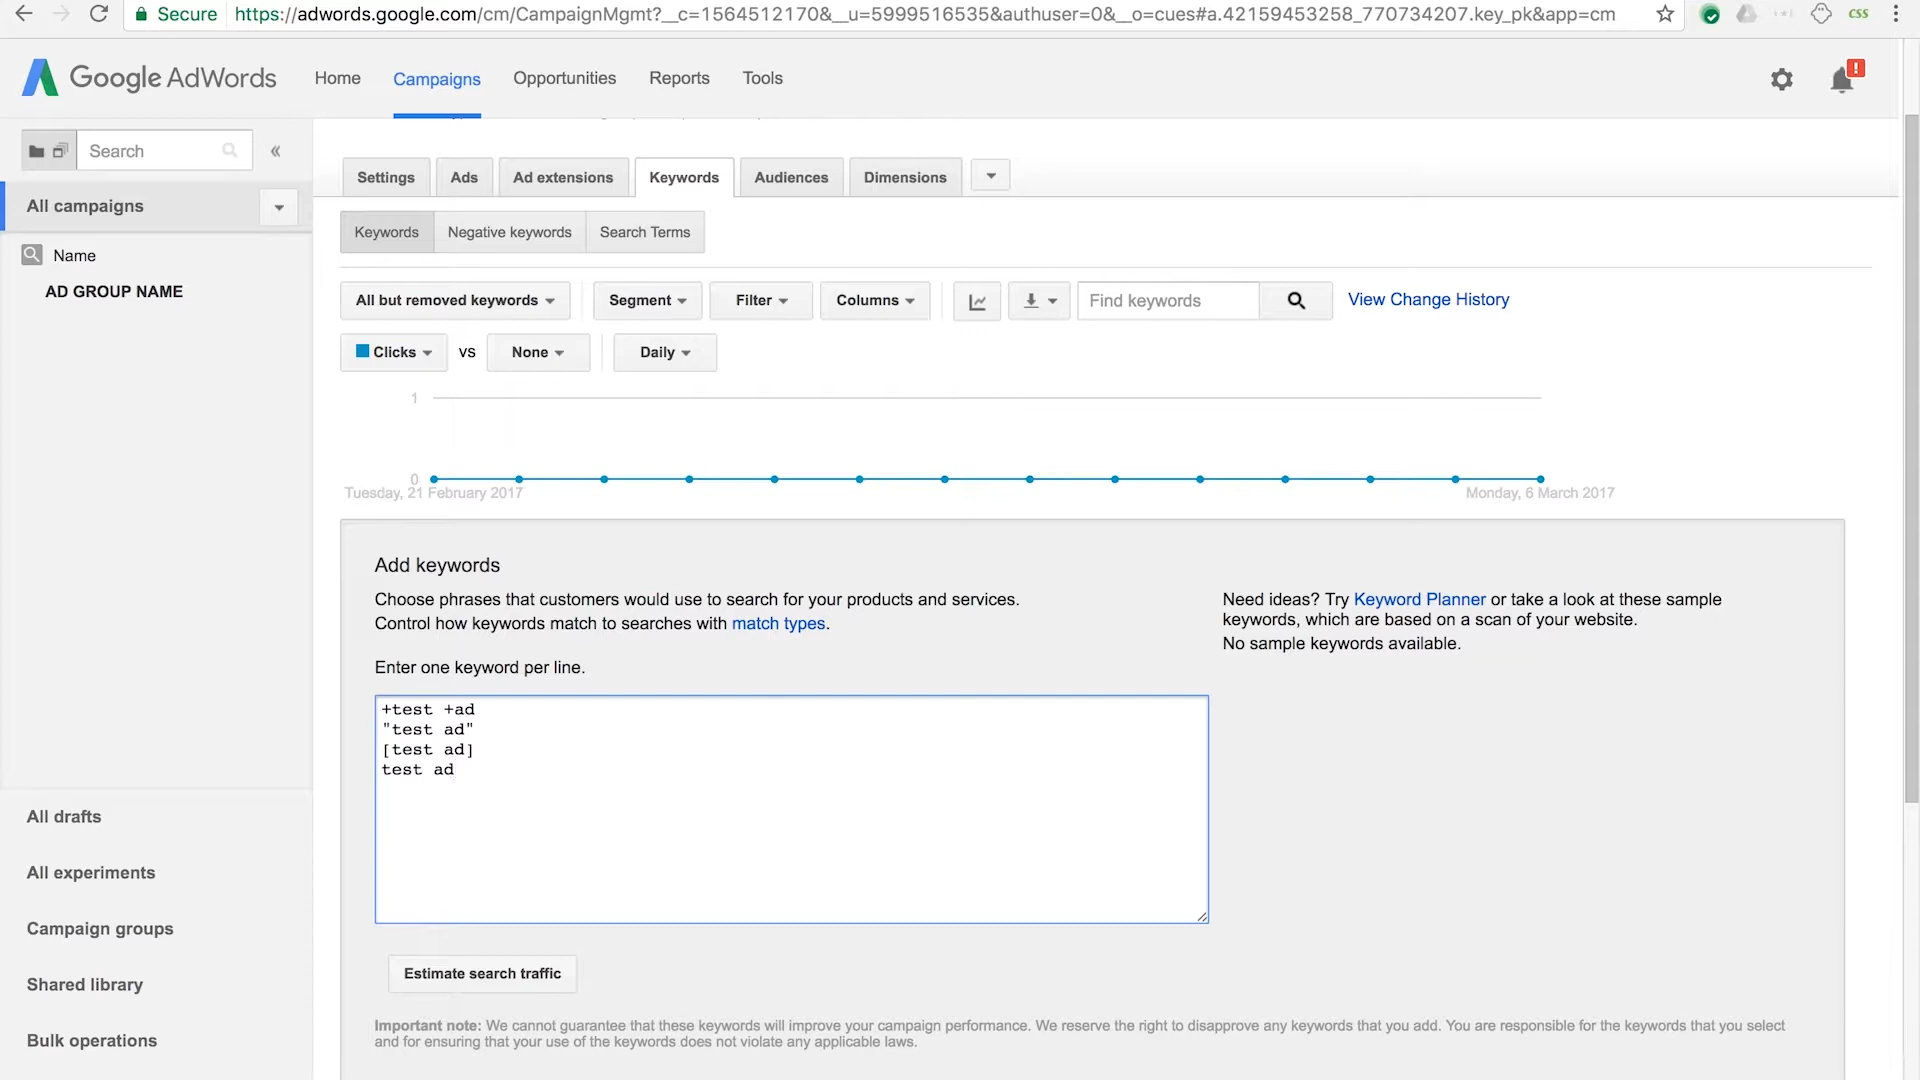 Secure https://adwords.google.com/cm/CampaignMgmt?__c=1564512170&__u=5999516535&authuser=0&__o=cues#a.42159453258_770734207.key_pk&app=cm css
Google AdWords Home Campaigns Opportunities Reports Tools !
Search «
Settings Ads Ad extensions Keywords Audiences Dimensions
All campaigns
Keywords Negative keywords Search Terms
Name
AD GROUP NAME
All but removed keywords Segment Filter Columns Find keywords View Change History
Clicks vs None Daily
1
0
Tuesday, 21 February 2017 Monday, 6 March 2017
Add keywords
Choose phrases that customers would use to search for your products and services.
Control how keywords match to searches with match types.
Need ideas? Try Keyword Planner or take a look at these sample
keywords, which are based on a scan of your website.
No sample keywords available.
Enter one keyword per line.
+test +ad
"test ad"
[test ad]
test ad
All drafts
All experiments
Campaign groups
Shared library
Bulk operations
Estimate search traffic
Important note: We cannot guarantee that these keywords will improve your campaign performance. We reserve the right to disapprove any keywords that you add. You are responsible for the keywords that you select
and for ensuring that your use of the keywords does not violate any applicable laws.